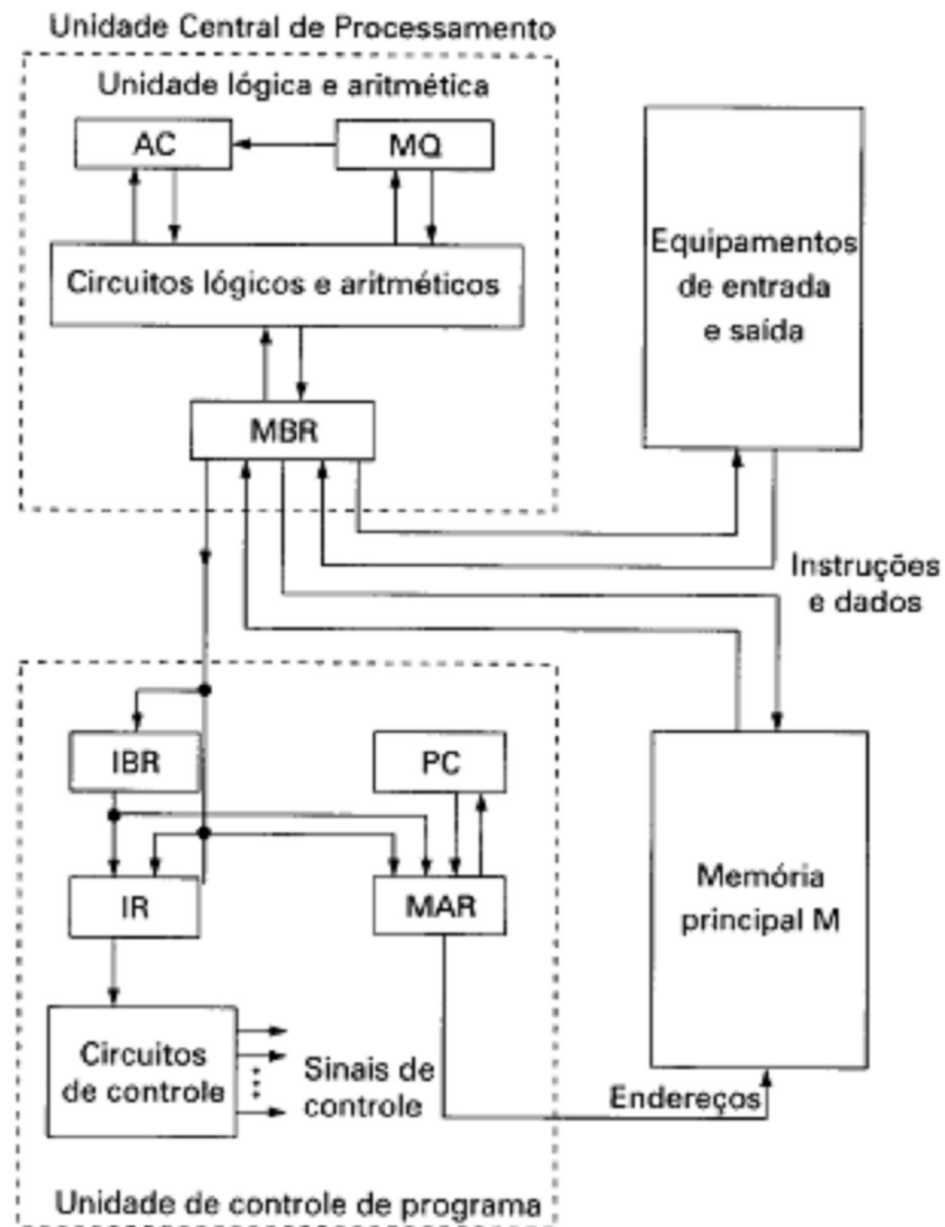 Unidade Central de Processamento
Unidade lógica e aritmética
AC
MQ
Circuitos lógicos e aritméticos
MBR
Equipamentos
de entrada
e saída
Instruções
e dados
IBR
PC
IR
MAR
Memória
principal M
Circuitos
de controle
Sinais de
controle
Endereços
Unidade de controle de programa